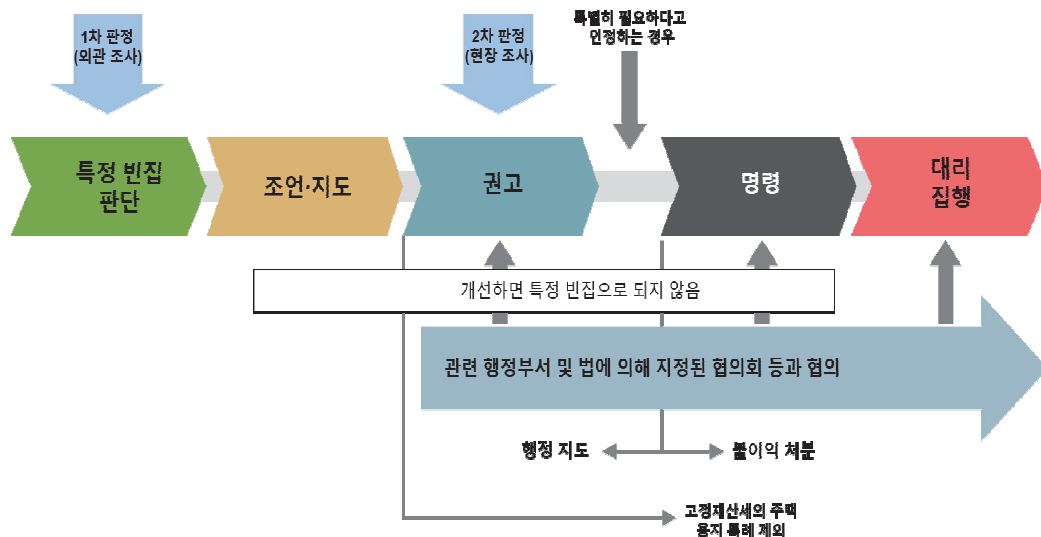 1차 판정
(외관 조사)
2차 판정
(현장 조사)
특별히 필요하다고
인정하는 경우
특정 빈집
판단
조언·지도
권고
명령
대리
집행
개선하면 특정 빈집으로 되지 않음
관련 행정부서 및 법에 의해 지정된 협의회 등과 협의
행정 지도
불이익 처분
고정재산세의 주택
용지 특례 제외